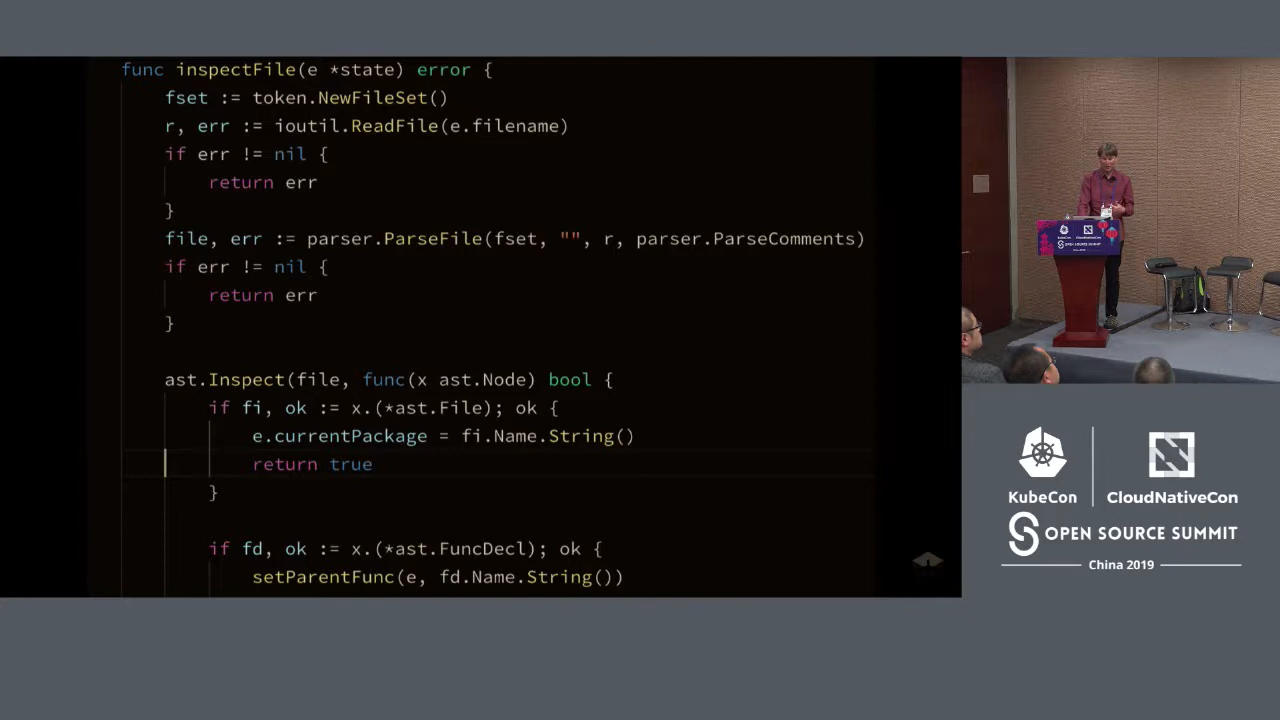 func inspectFile(e *state) error {
fset := token.NewFileSet()
r, err := ioutil.ReadFile(e.filename)
if err != nil {
return err
}
file, err := parser.ParseFile(fset, "", r, parser.ParseComments)
if err != nil {
return err
}
ast.Inspect(file, func(x ast.Node) bool {
if fi, ok := x.(*ast.File); ok {
e.currentPackage = fi.Name.String()
return true
}
if fd, ok := x.(*ast.FuncDecl); ok {
setParentFunc(e, fd.Name.String())
KubeCon
CloudNativeCon
OPEN SOURCE SUMMIT
OPEN SOURCE SUMMIT
China 2019